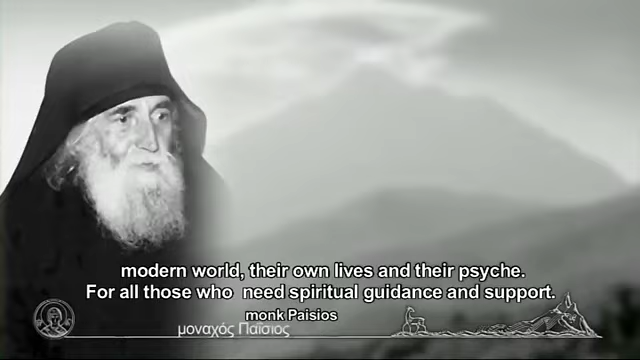 modern world, their own lives and their psyche.
For all those who need spiritual guidance and support.
monk Paisios
μοναχός Παΐσιος